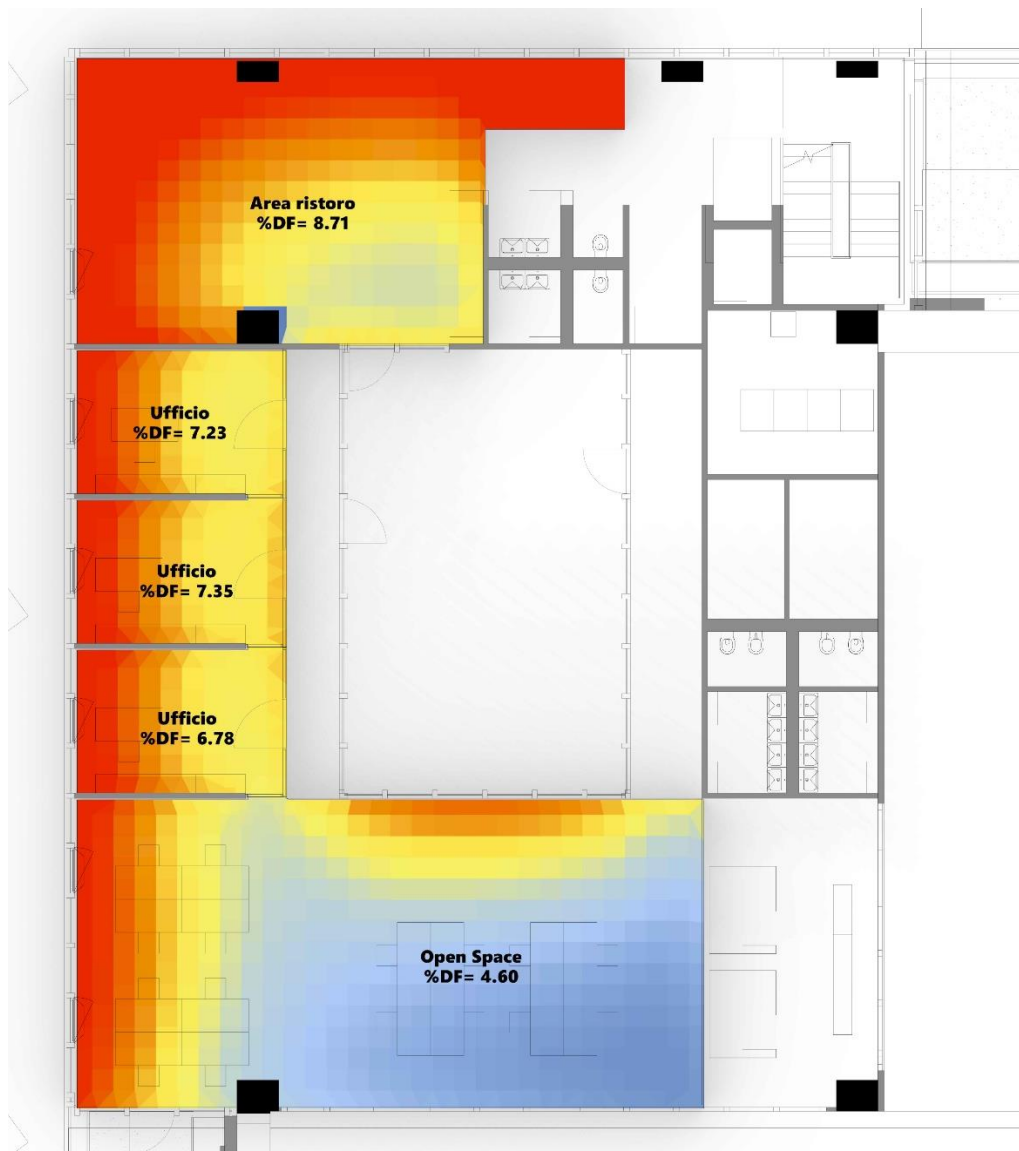 Area ristoro
%DF= 8.71
Ufficio
%DF= 7.23
Ufficio
%DF= 7.35
Ufficio
%DF= 6.78
Open Space
%DF= 4.60